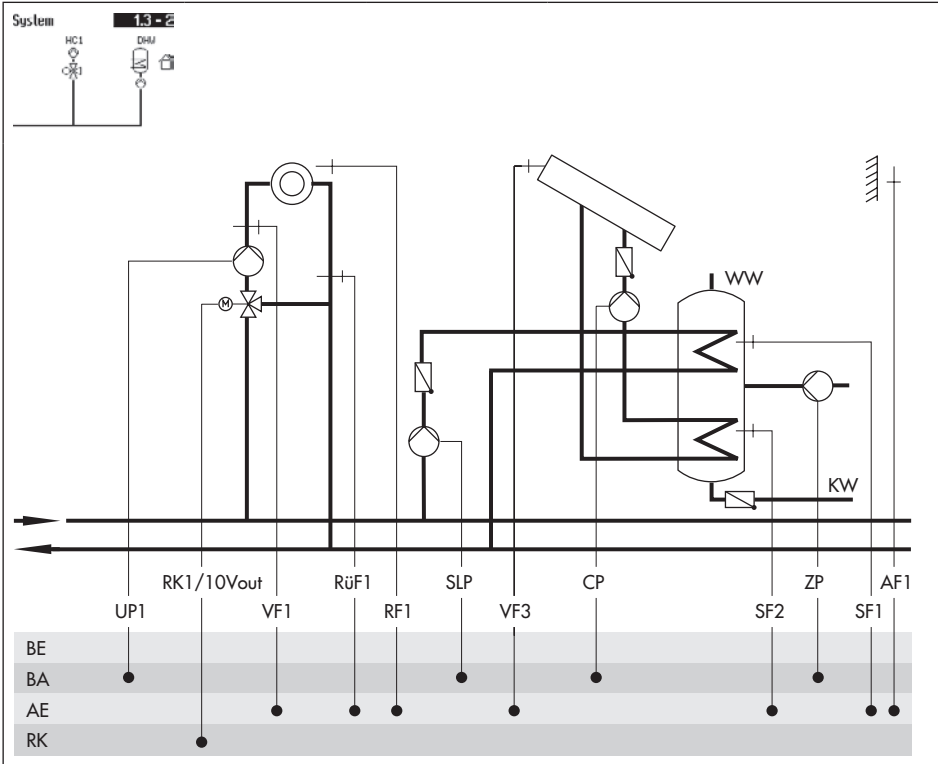 System 1.3 - 2
HC1 DHW
WW
M
KW
RK1/10Vout RüF1 SLP CP ZP AF1
UP1 VF1 RF1 VF3 SF2 SF1
BE
BA
AE
RK